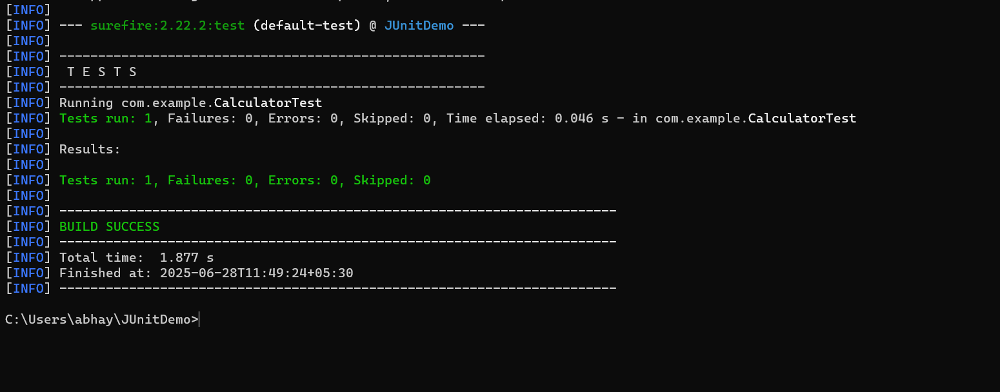 [INFO]
[INFO] --- surefire:2.22.2:test (default-test) @ JUnitDemo ---
[INFO]
[INFO] -------------------------------------------------------
[INFO]  T E S T S
[INFO] -------------------------------------------------------
[INFO] Running com.example.CalculatorTest
[INFO] Tests run: 1, Failures: 0, Errors: 0, Skipped: 0, Time elapsed: 0.046 s - in com.example.CalculatorTest
[INFO]
[INFO] Results:
[INFO]
[INFO] Tests run: 1, Failures: 0, Errors: 0, Skipped: 0
[INFO]
[INFO] ------------------------------------------------------------------------
[INFO] BUILD SUCCESS
[INFO] ------------------------------------------------------------------------
[INFO] Total time:  1.877 s
[INFO] Finished at: 2025-06-28T11:49:24+05:30
[INFO] ------------------------------------------------------------------------
C:\Users\abhay\JUnitDemo>